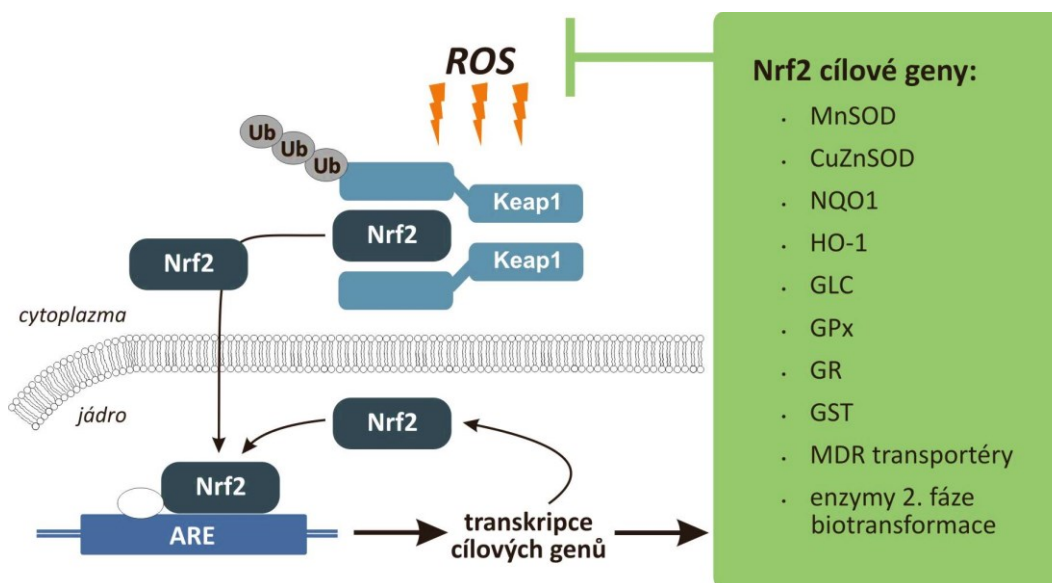 ROS
Ub
Ub
Ub
Keap1
Nrf2
Keap1
Nrf2
cytoplazma
jádro
Nrf2
Nrf2
ARE
transkripce
cílových genů
Nrf2 cílové geny:
· MnSOD
· CuZnSOD
· NQO1
· HO-1
· GLC
· GPx
· GR
· GST
· MDR transportéry
· enzymy 2. fáze
biotransformace